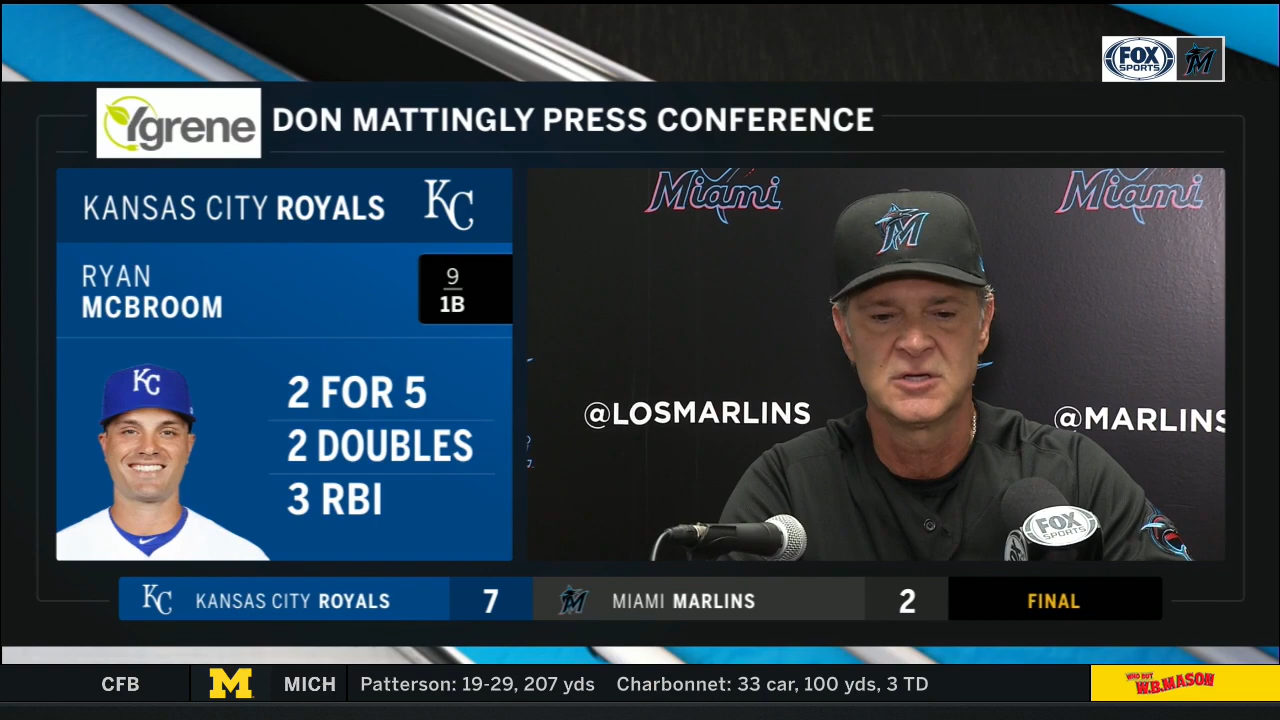 FOX
SPORTS
M
Ygrene
DON MATTINGLY PRESS CONFERENCE
KANSAS CITY ROYALS
KC
RYAN
MCBROOM
9
1B
KC
2 FOR 5
2 DOUBLES
3 RBI
Miami
Miami
M
@LOSMARLINS
@MARLINS
FOX
SPORTS
KC KANSAS CITY ROYALS 7 M MIAMI MARLINS 2 FINAL
CFB M MICH Patterson: 19-29, 207 yds Charbonnet: 33 car, 100 yds, 3 TD
WHO BUT
W.B. MASON